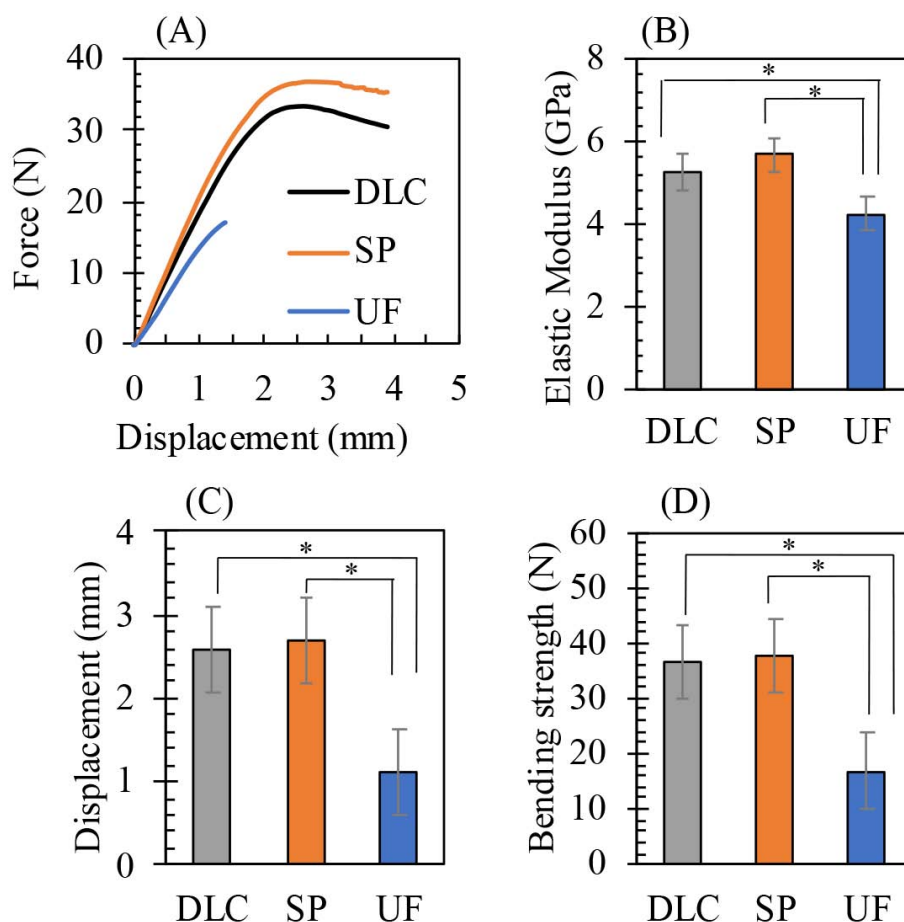 (A)
Force (N)
40
30
20
10
0
DLC
SP
UF
0 1 2 3 4 5
Displacement (mm)
(B)
Elastic Modulus (GPa)
8
6
4
2
0
*
*
DLC SP UF
(C)
Displacement (mm)
4
3
2
1
0
*
*
DLC SP UF
(D)
Bending strength (N)
60
50
40
30
20
10
0
*
*
DLC SP UF